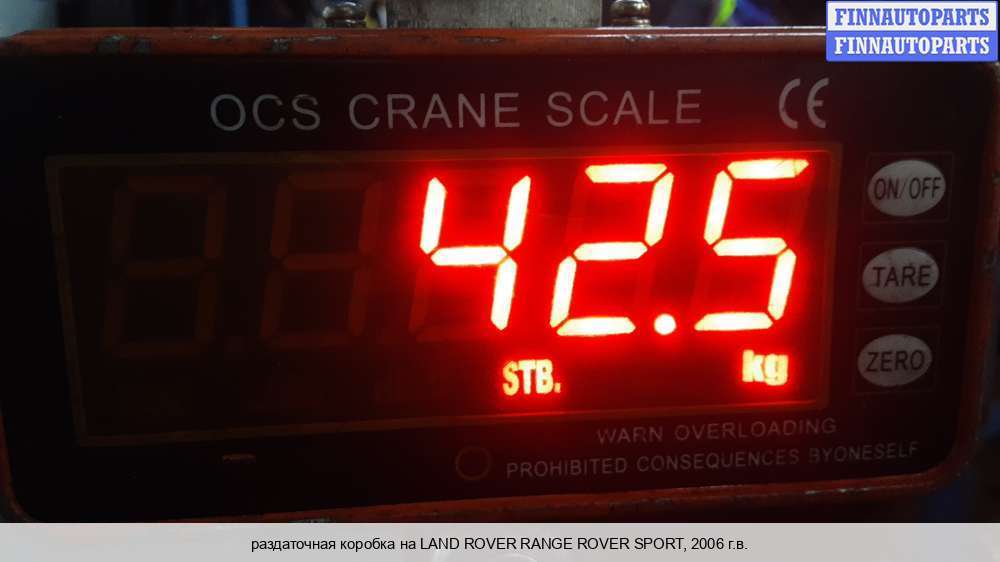 FINNAUTOPARTS
FINNAUTOPARTS
OCS CRANE SCALE CE
42.5
ON/OFF
TARE
STB. kg
ZERO
WARN OVERLOADING
PROHIBITED CONSEQUENCES BYONESELF
раздаточная коробка на LAND ROVER RANGE ROVER SPORT, 2006 г.в.